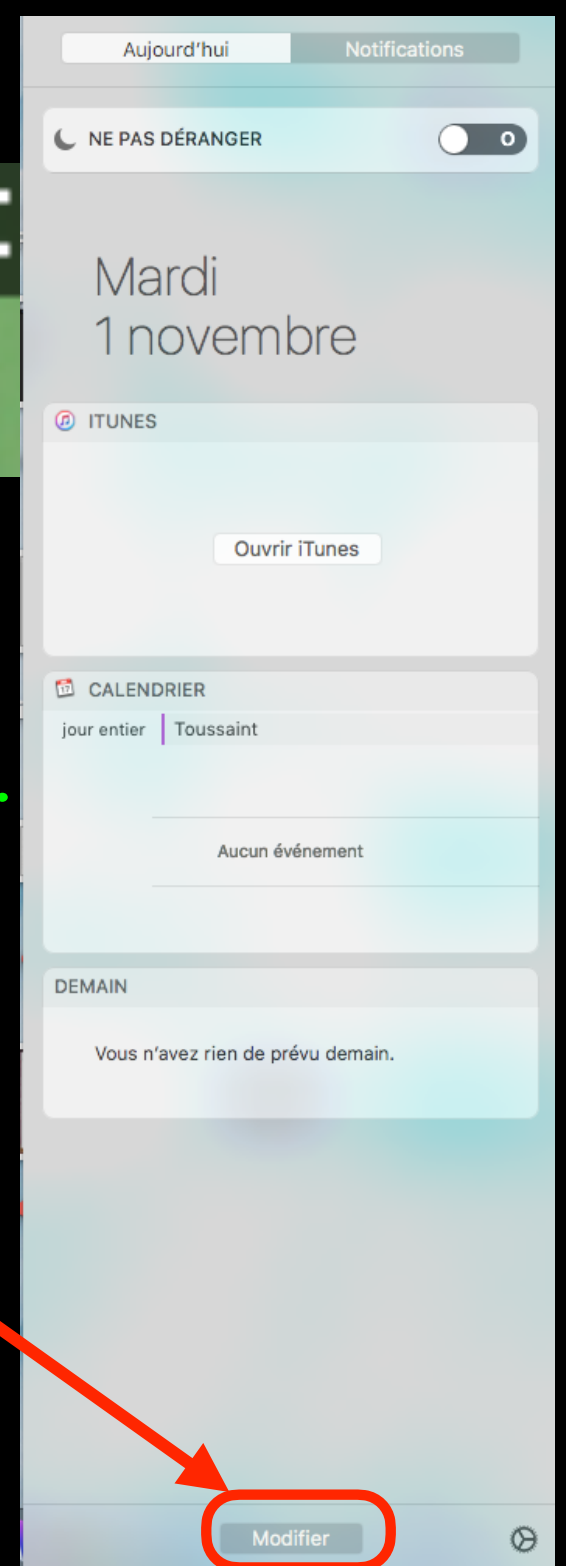 Aujourd'hui
Notifications
NE PAS DÉRANGER
Mardi
1 novembre
ITUNES
Ouvrir iTunes
17
CALENDRIER
jour entier
Toussaint
Aucun événement
DEMAIN
Vous n'avez rien de prévu demain.
Modifier